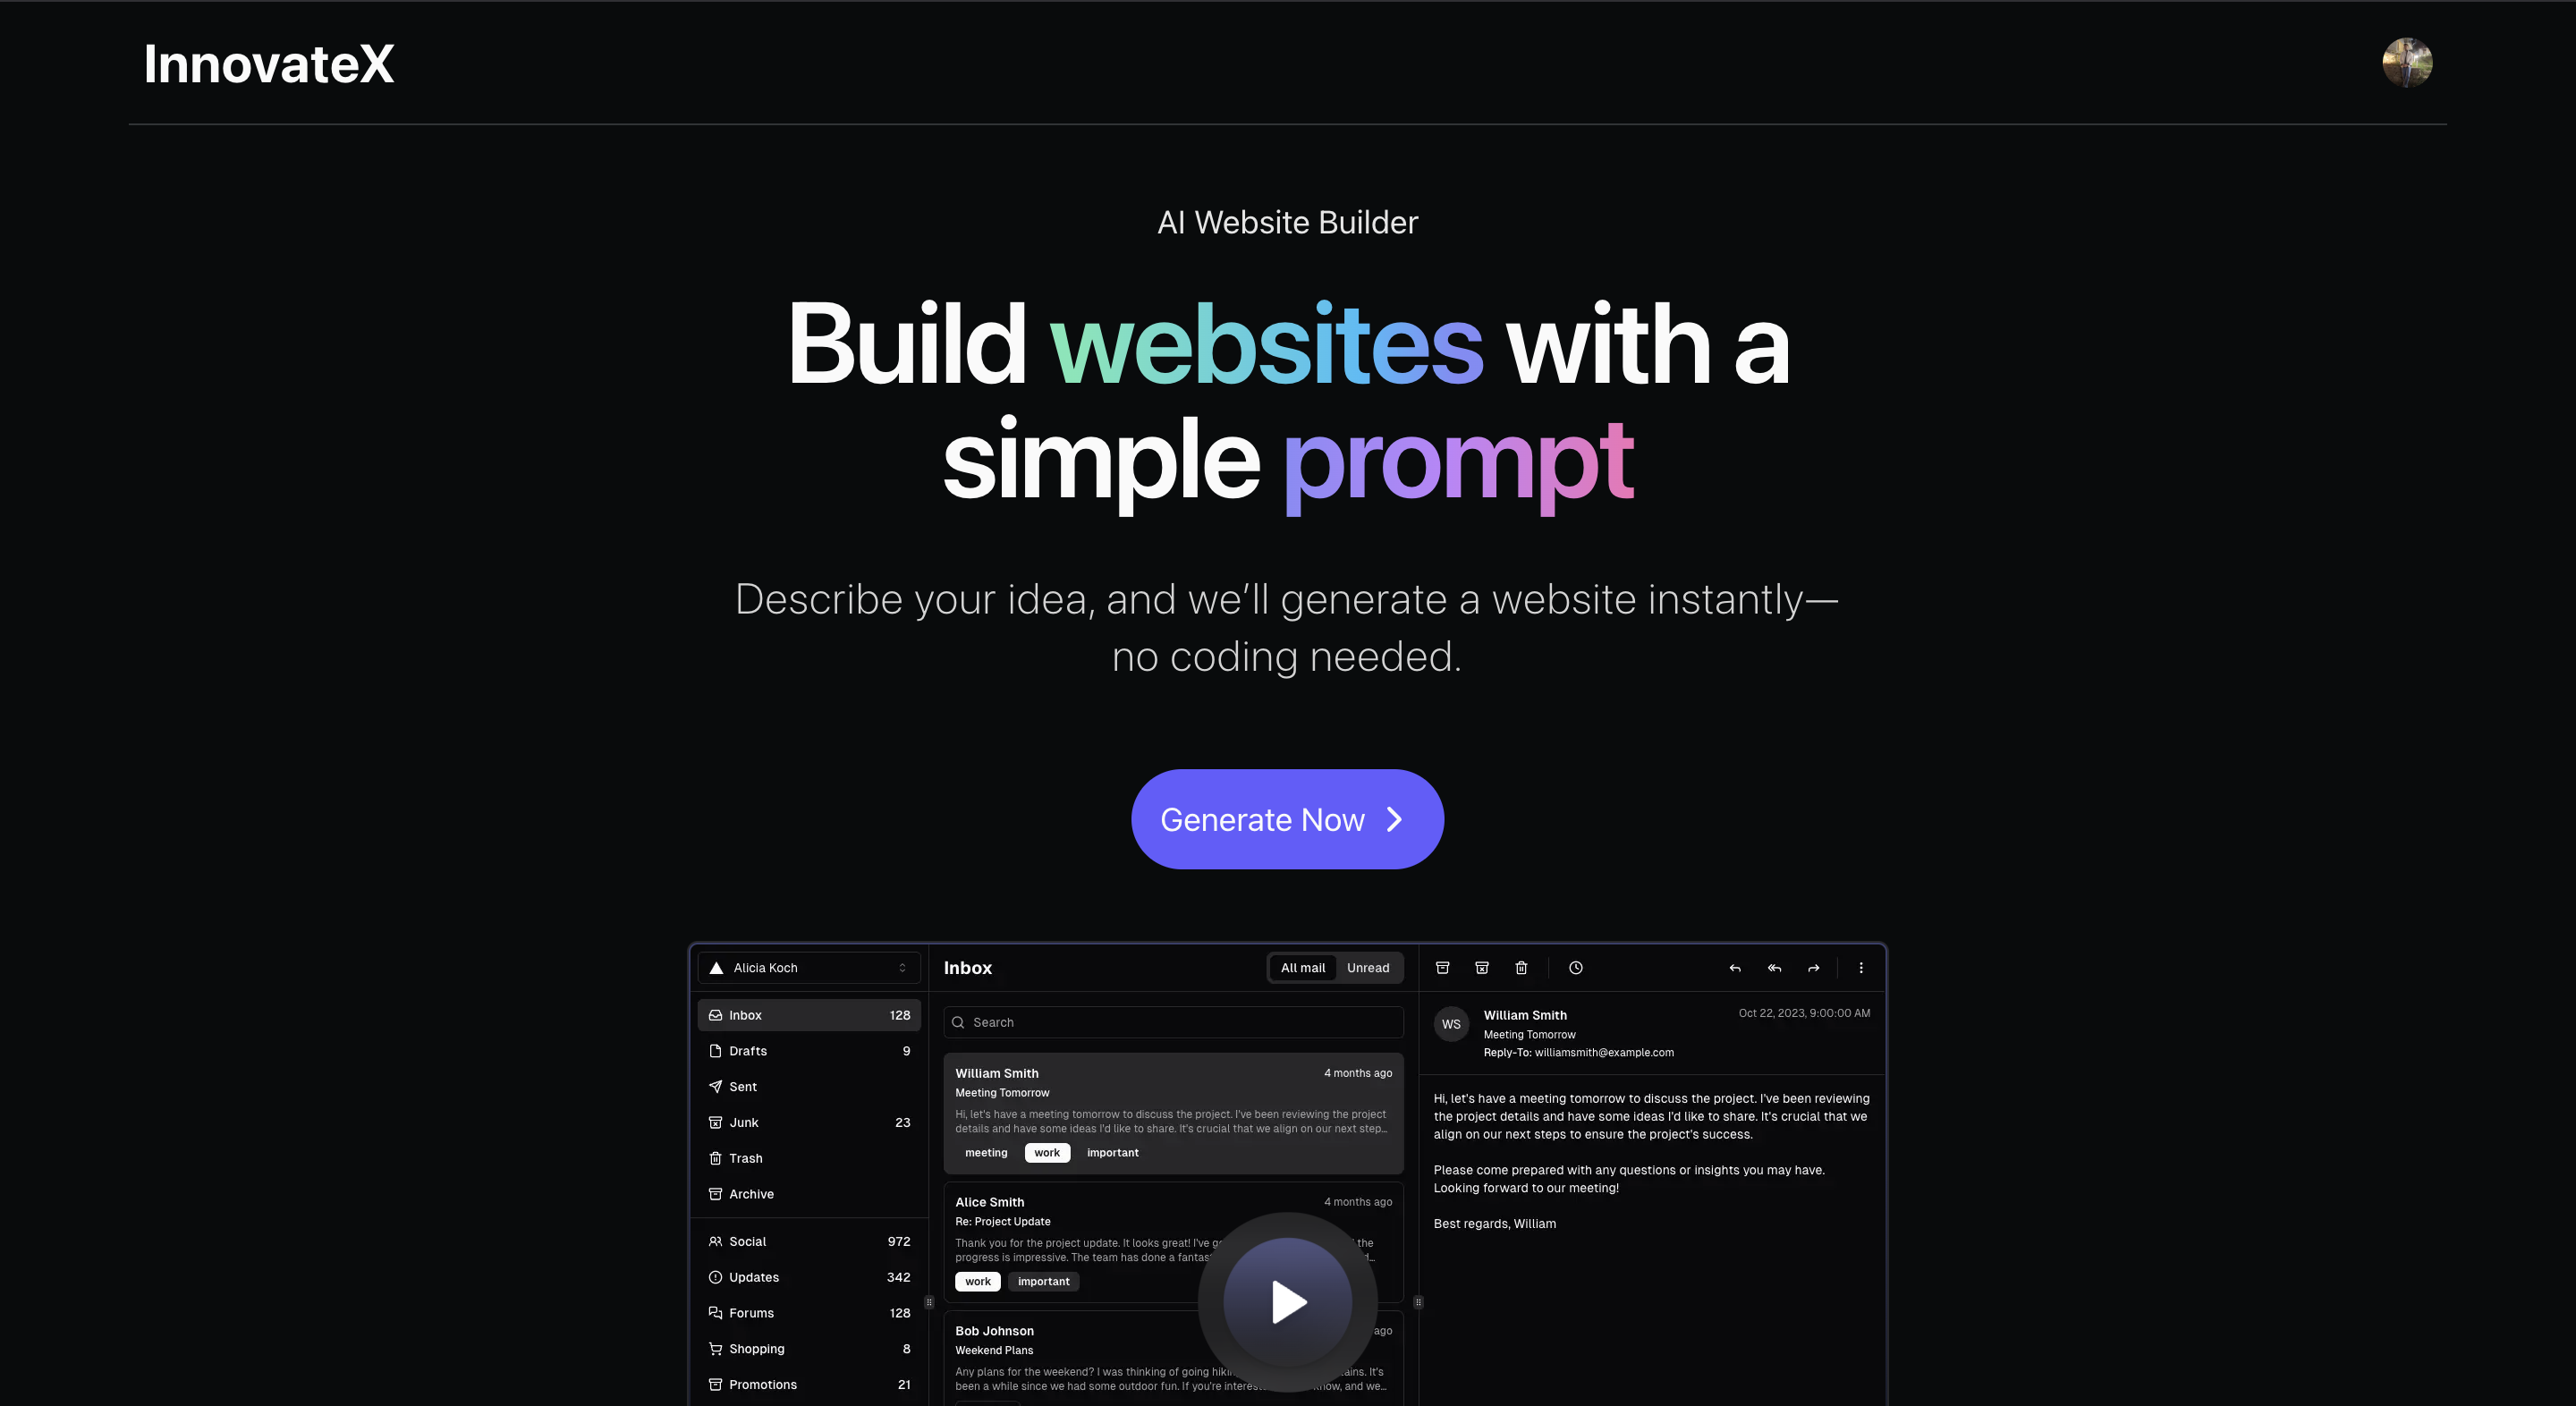 InnovateX
AI Website Builder
Build websites with a
simple prompt
Describe your idea, and we’ll generate a website instantly—
no coding needed.
Generate Now
Alicia Koch
Inbox 128
Drafts 9
Sent
Junk 23
Trash
Archive
Social 972
Updates 342
Forums 128
Shopping 8
Promotions 21
Inbox
All mail Unread
Search
William Smith 4 months ago
Meeting Tomorrow
Hi, let's have a meeting tomorrow to discuss the project. I've been reviewing the project
details and have some ideas I'd like to share. It's crucial that we align on our next step...
meeting work important
Alice Smith 4 months ago
Re: Project Update
Thank you for the project update. It looks great! I've the
progress is impressive. The team has done a
work important
Bob Johnson ago
Weekend Plans
Any plans for the weekend? I was thinking of going
been a while since we had some outdoor fun. If you're know, and we...
WS
William Smith Oct 22, 2023, 9:00:00 AM
Meeting Tomorrow
Reply-To: williamsmith@example.com
Hi, let's have a meeting tomorrow to discuss the project. I've been reviewing
the project details and have some ideas I'd like to share. It's crucial that we
align on our next steps to ensure the project's success.
Please come prepared with any questions or insights you may have.
Looking forward to our meeting!
Best regards, William